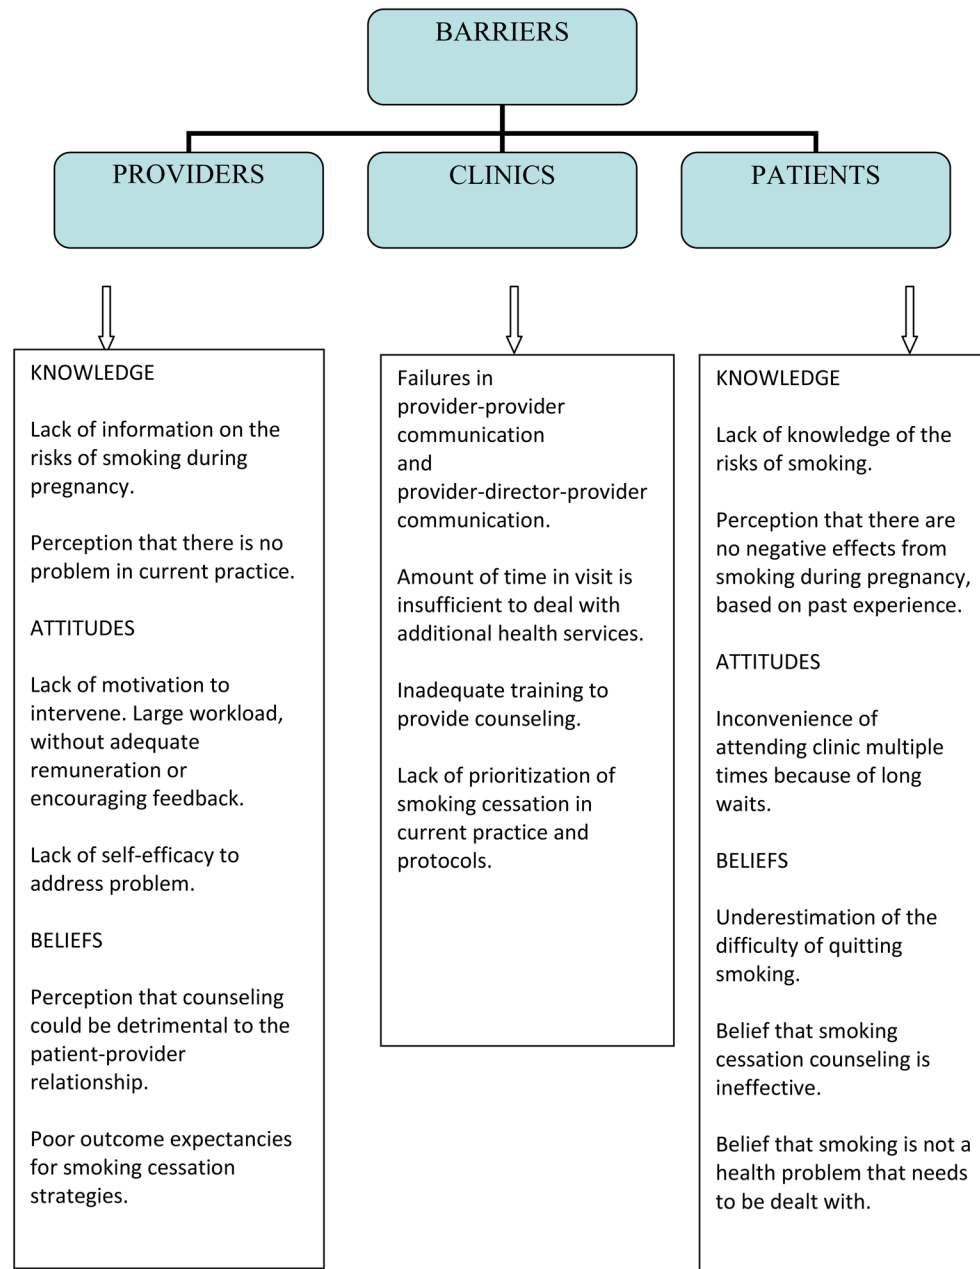 BARRIERS
PROVIDERS
CLINICS
PATIENTS
KNOWLEDGE
Lack of information on the
risks of smoking during
pregnancy.
Perception that there is no
problem in current practice.
ATTITUDES
Lack of motivation to
intervene. Large workload,
without adequate
remuneration or
encouraging feedback.
Lack of self-efficacy to
address problem.
BELIEFS
Perception that counseling
could be detrimental to the
patient-provider
relationship.
Poor outcome expectancies
for smoking cessation
strategies.
Failures in
provider-provider
communication
and
provider-director-provider
communication.
Amount of time in visit is
insufficient to deal with
additional health services.
Inadequate training to
provide counseling.
Lack of prioritization of
smoking cessation in
current practice and
protocols.
KNOWLEDGE
Lack of knowledge of the
risks of smoking.
Perception that there are
no negative effects from
smoking during pregnancy,
based on past experience.
ATTITUDES
Inconvenience of
attending clinic multiple
times because of long
waits.
BELIEFS
Underestimation of the
difficulty of quitting
smoking.
Belief that smoking
cessation counseling is
ineffective.
Belief that smoking is not a
health problem that needs
to be dealt with.